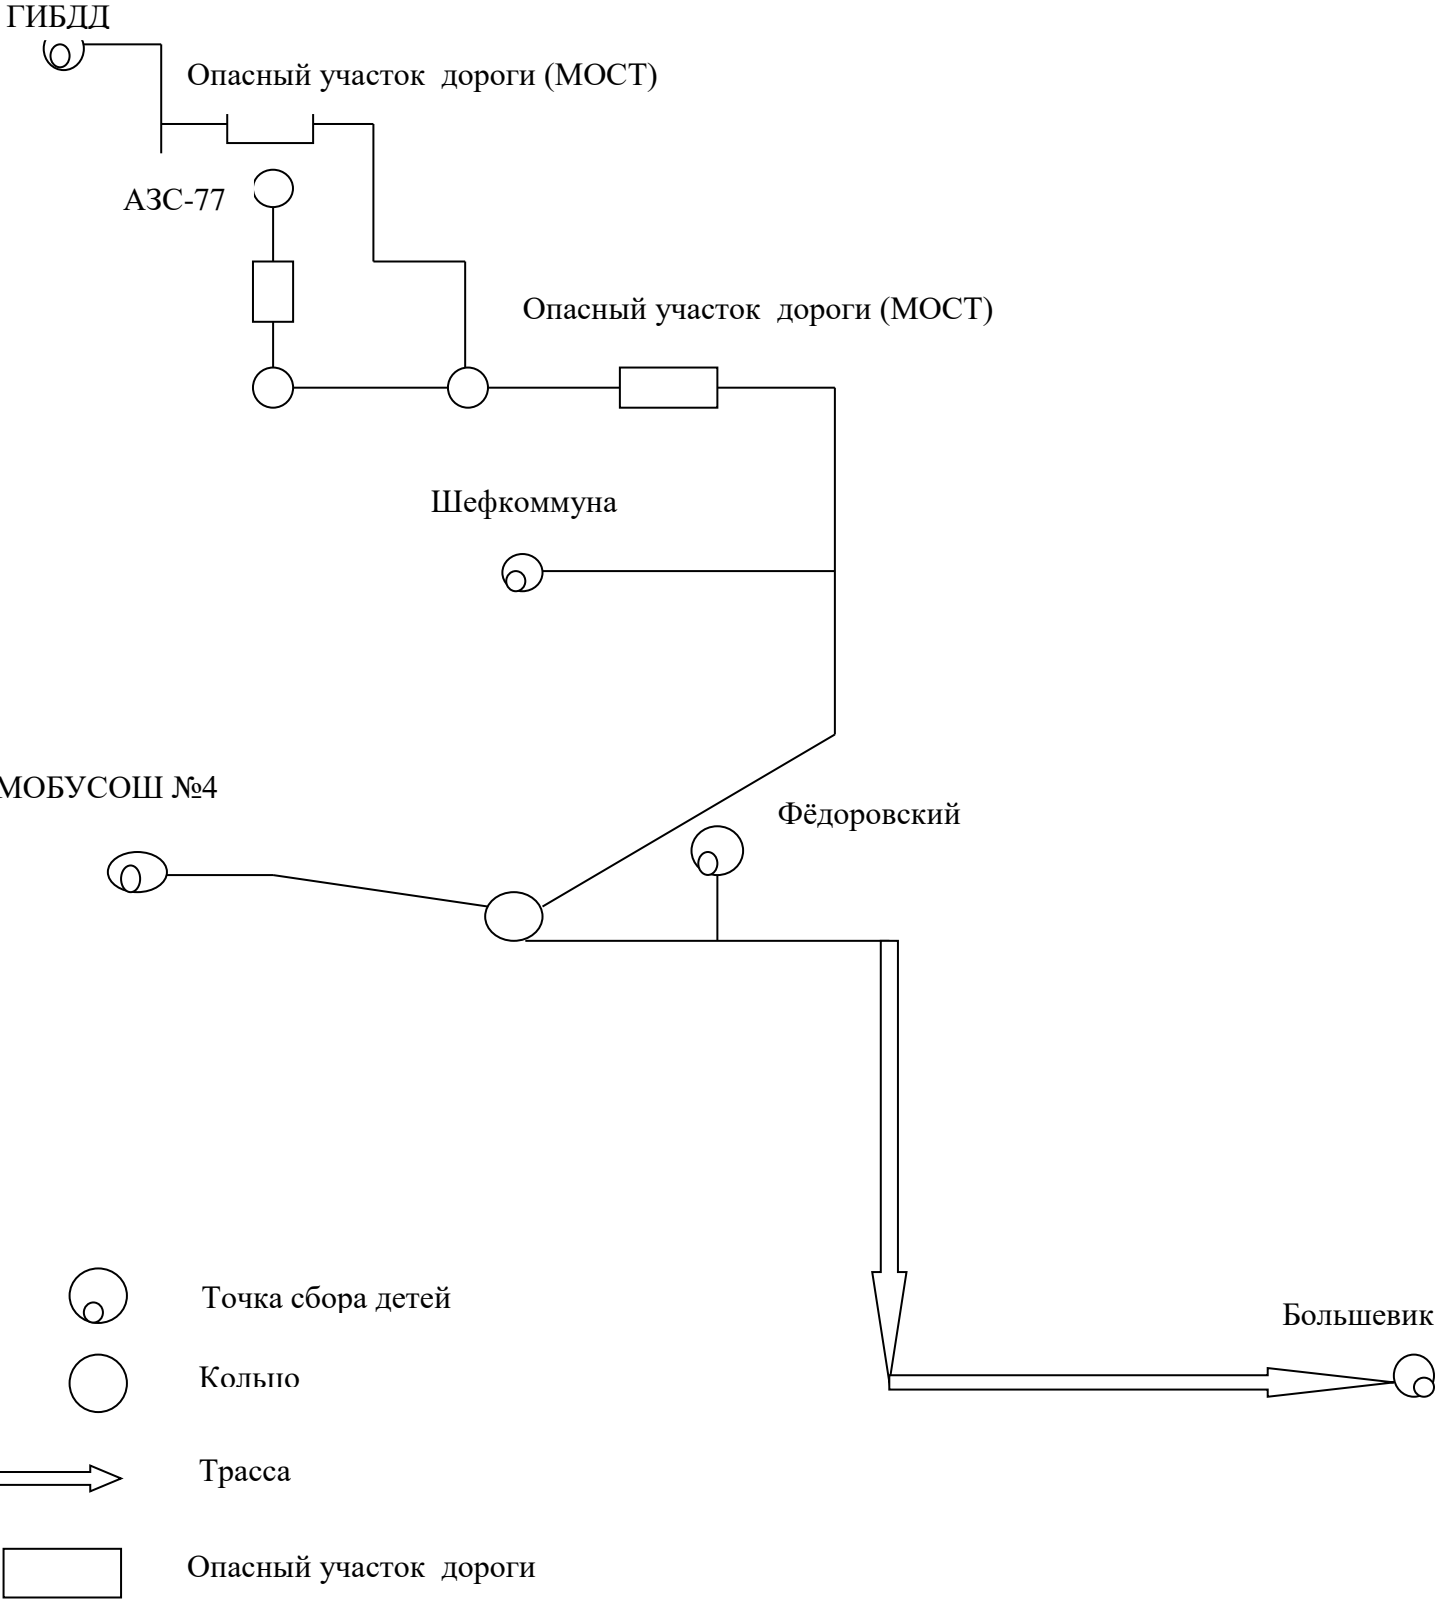 ГИБДД
Опасный участок дороги (МОСТ)
АЗС-77
Опасный участок дороги (МОСТ)
Шефкоммуна
МОБУСОШ №4
Фёдоровский
Точка сбора детей
Большевик
Кольцо
Трасса
Опасный участок дороги